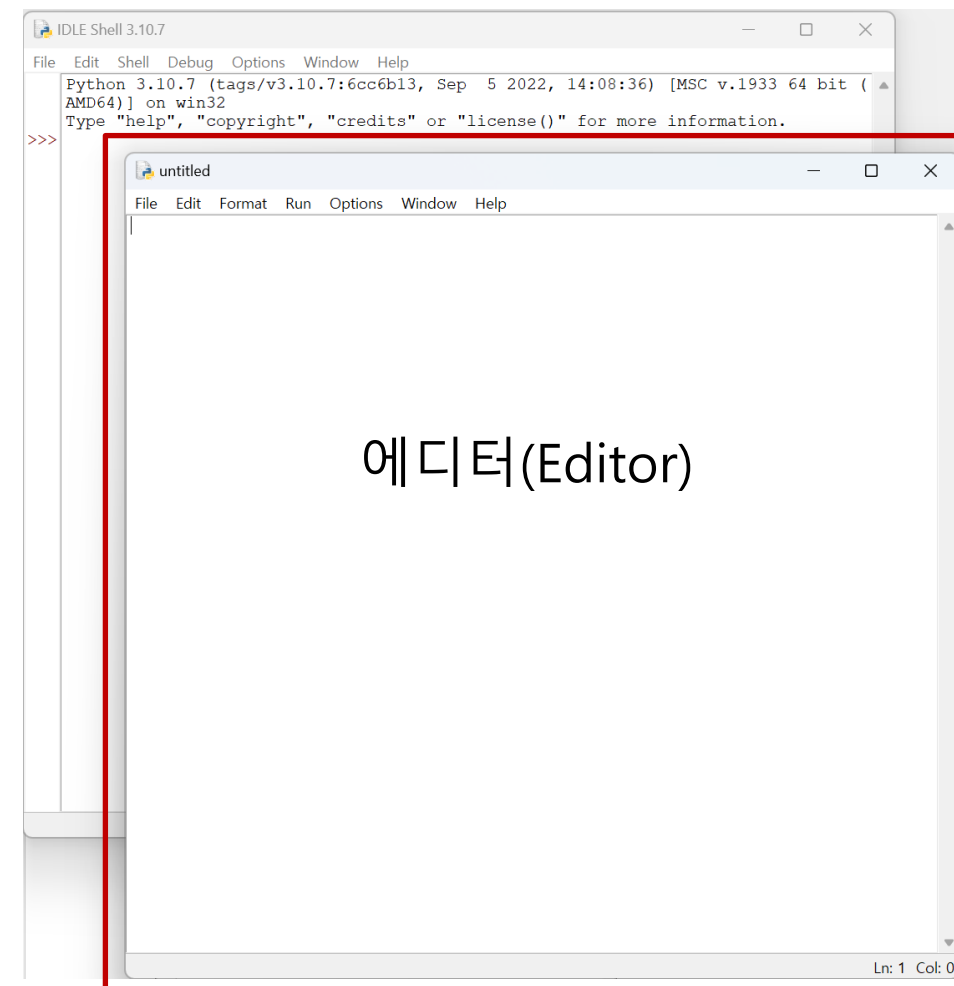 IDLE Shell 3.10.7
File Edit Shell Debug Options Window Help
Python 3.10.7 (tags/v3.10.7:6cc6b13, Sep  5 2022, 14:08:36) [MSC v.1933 64 bit (
AMD64)] on win32
Type "help", "copyright", "credits" or "license()" for more information.
>>>
untitled
File Edit Format Run Options Window Help
에디터(Editor)
Ln: 1 Col: 0